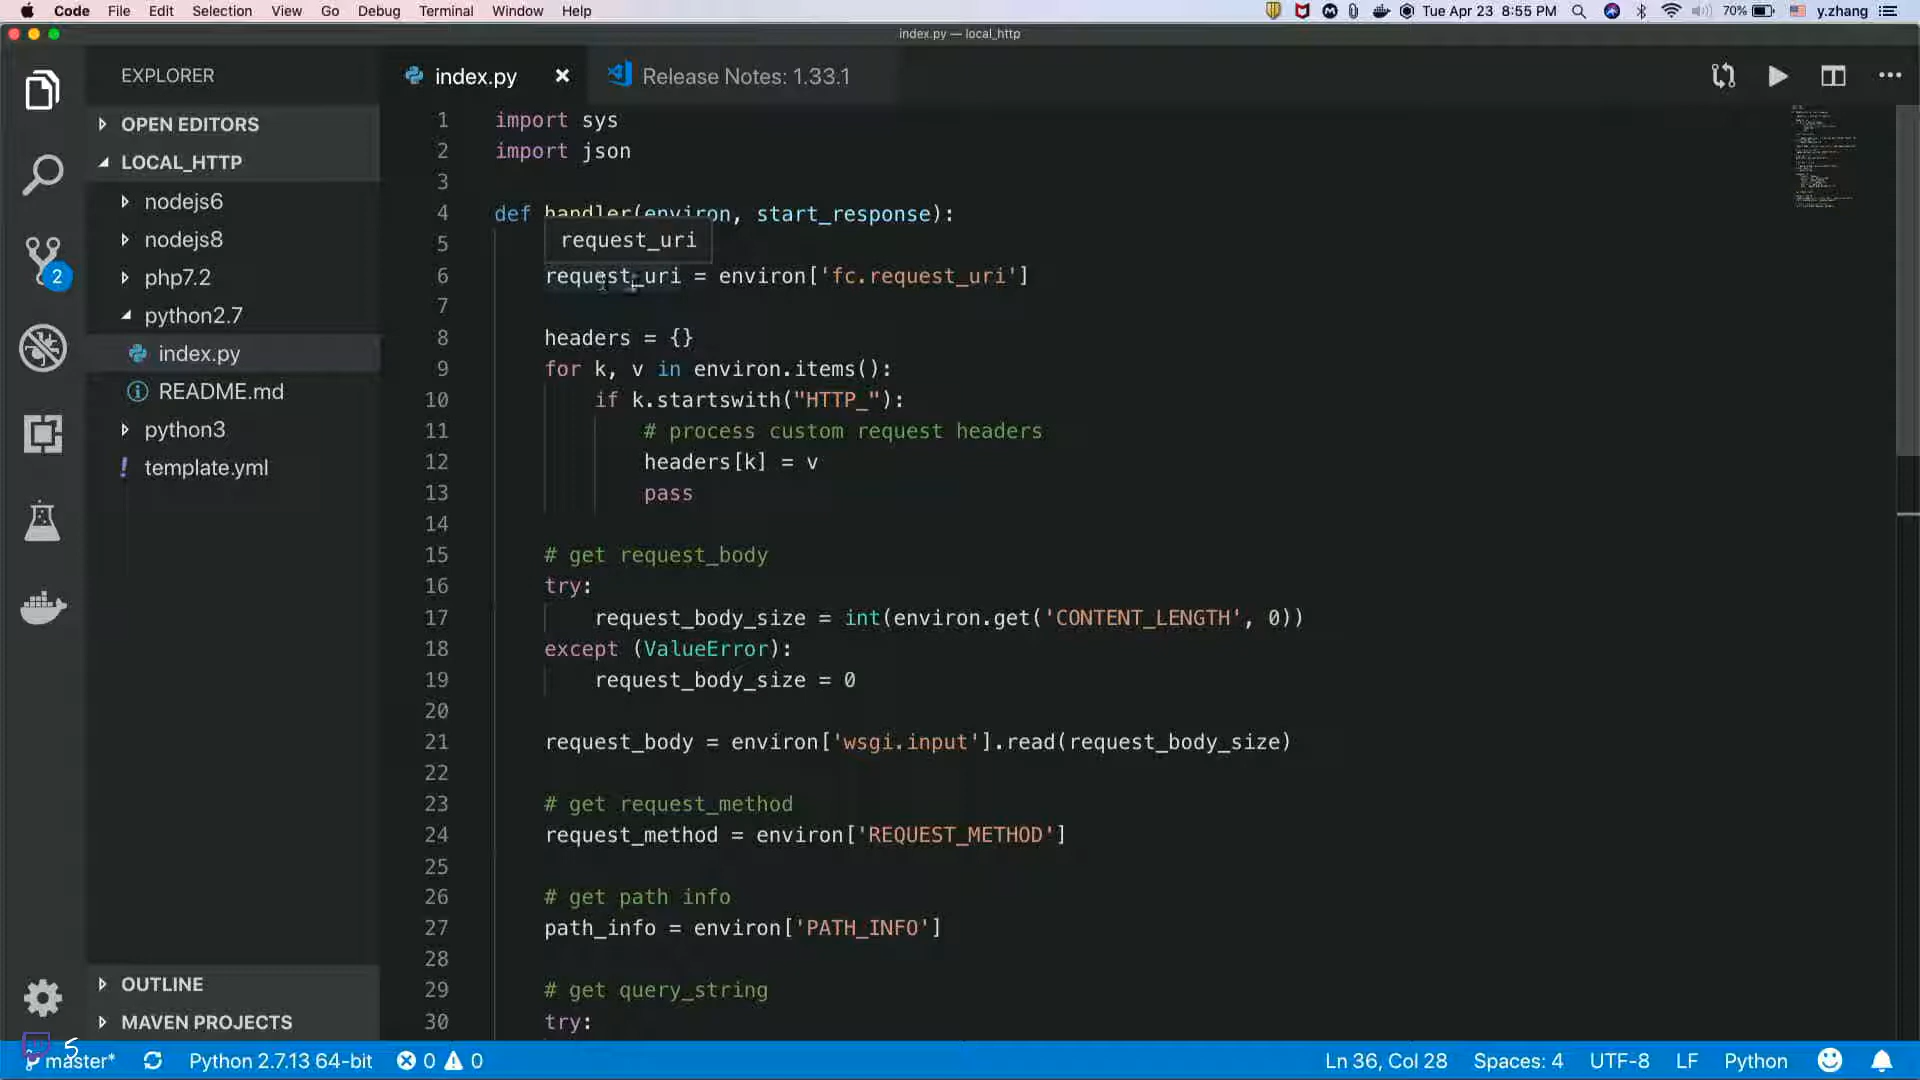 Code File Edit Selection View Go Debug Terminal Window Help 70% Tue Apr 23 8:55 PM y.zhang
index.py — local_http
EXPLORER
OPEN EDITORS
LOCAL_HTTP
nodejs6
nodejs8
php7.2
python2.7
index.py
README.md
python3
template.yml
OUTLINE
MAVEN PROJECTS
2
index.py Release Notes: 1.33.1
1 import sys
2 import json
3
4 def handler(environ, start_response):
request_uri
5
6 request_uri = environ['fc.request_uri']
7
8 headers = {}
9 for k, v in environ.items():
10 if k.startswith("HTTP_"):
11 # process custom request headers
12 headers[k] = v
13 pass
14
15 # get request_body
16 try:
17 request_body_size = int(environ.get('CONTENT_LENGTH', 0))
18 except (ValueError):
19 request_body_size = 0
20
21 request_body = environ['wsgi.input'].read(request_body_size)
22
23 # get request_method
24 request_method = environ['REQUEST_METHOD']
25
26 # get path info
27 path_info = environ['PATH_INFO']
28
29 # get query_string
30 try:
5
master* Python 2.7.13 64-bit 0 0 Ln 36, Col 28 Spaces: 4 UTF-8 LF Python